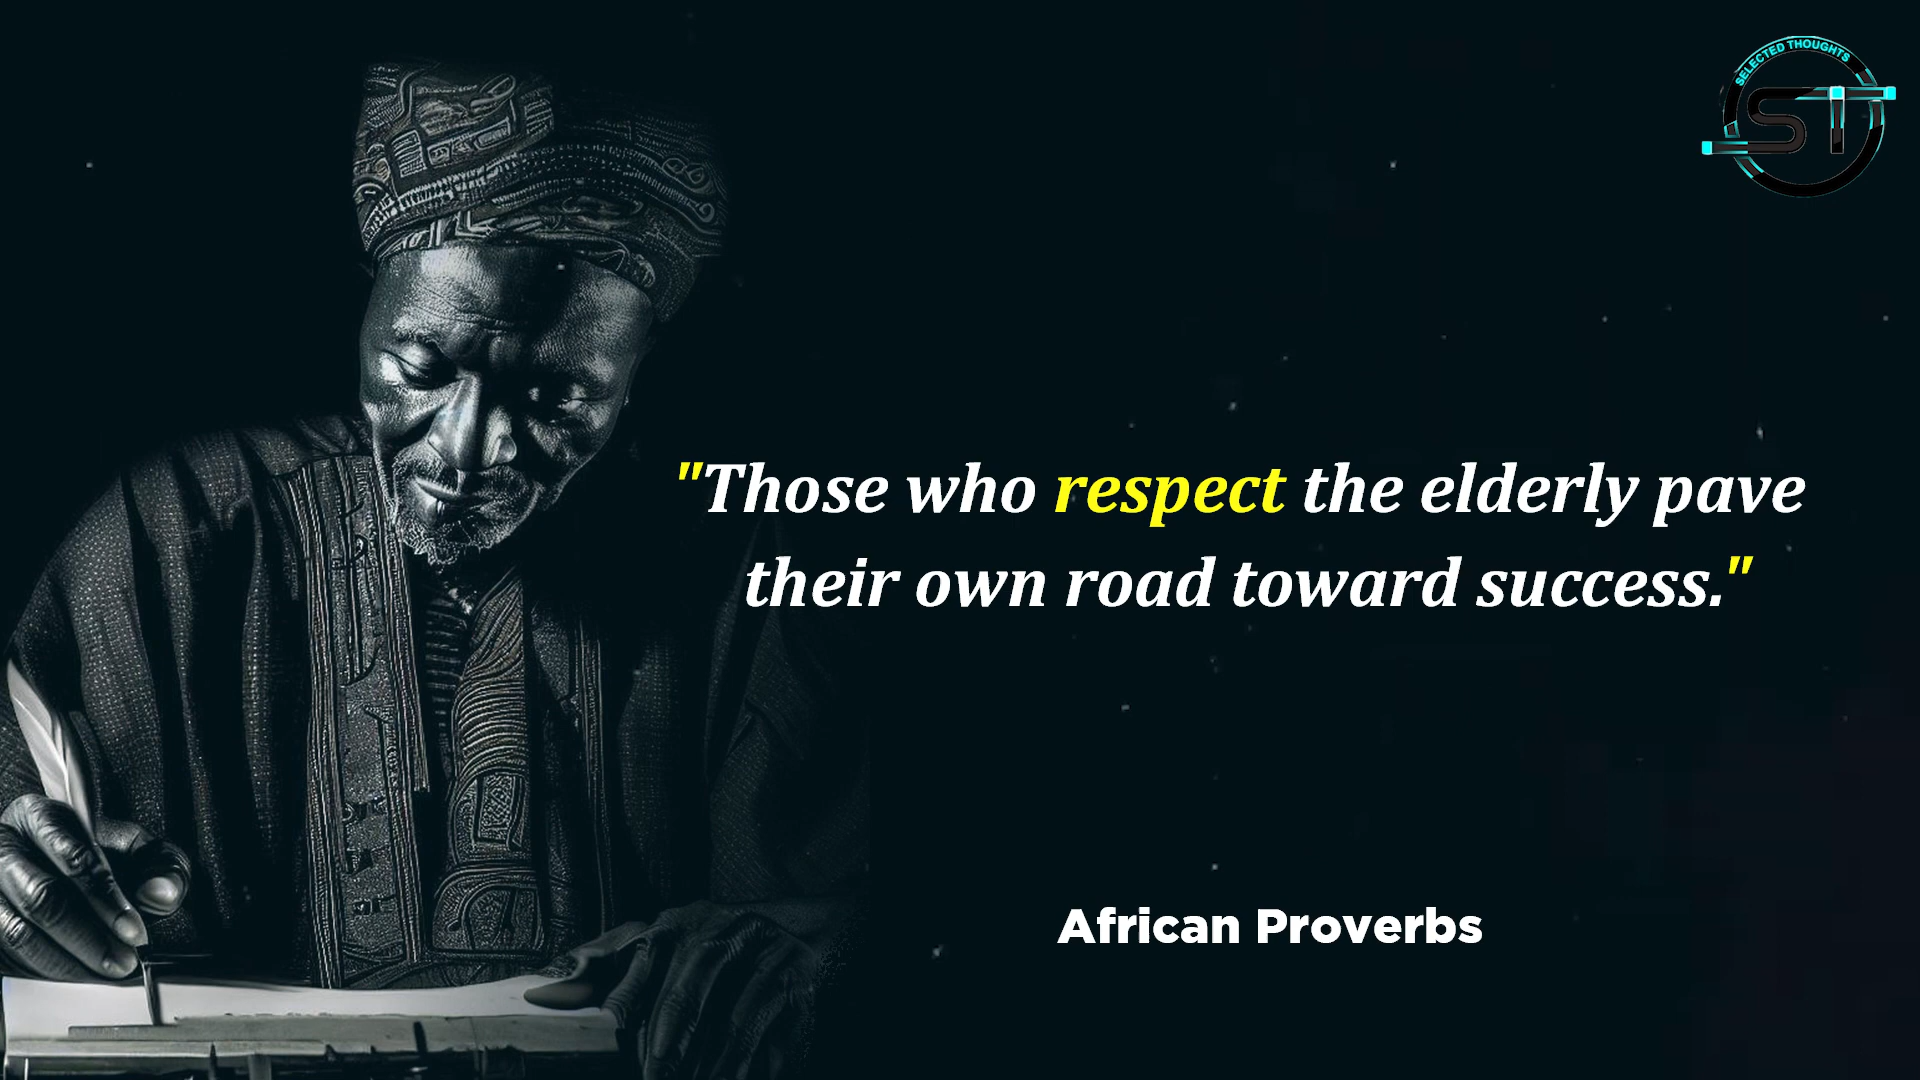 SELECTED THOUGHTS
ST
"Those who respect the elderly pave
their own road toward success."
African Proverbs